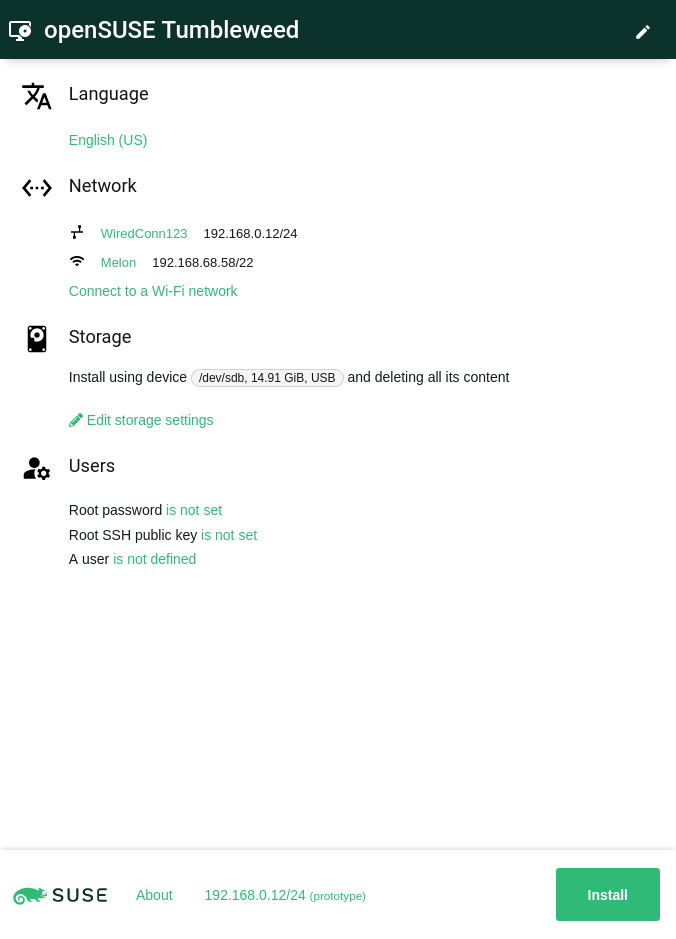 openSUSE Tumbleweed
Language
English (US)
Network
WiredConn123 192.168.0.12/24
Melon 192.168.68.58/22
Connect to a Wi-Fi network
Storage
Install using device /dev/sdb, 14.91 GiB, USB and deleting all its content
Edit storage settings
Users
Root password is not set
Root SSH public key is not set
A user is not defined
SUSE About 192.168.0.12/24 (prototype) Install